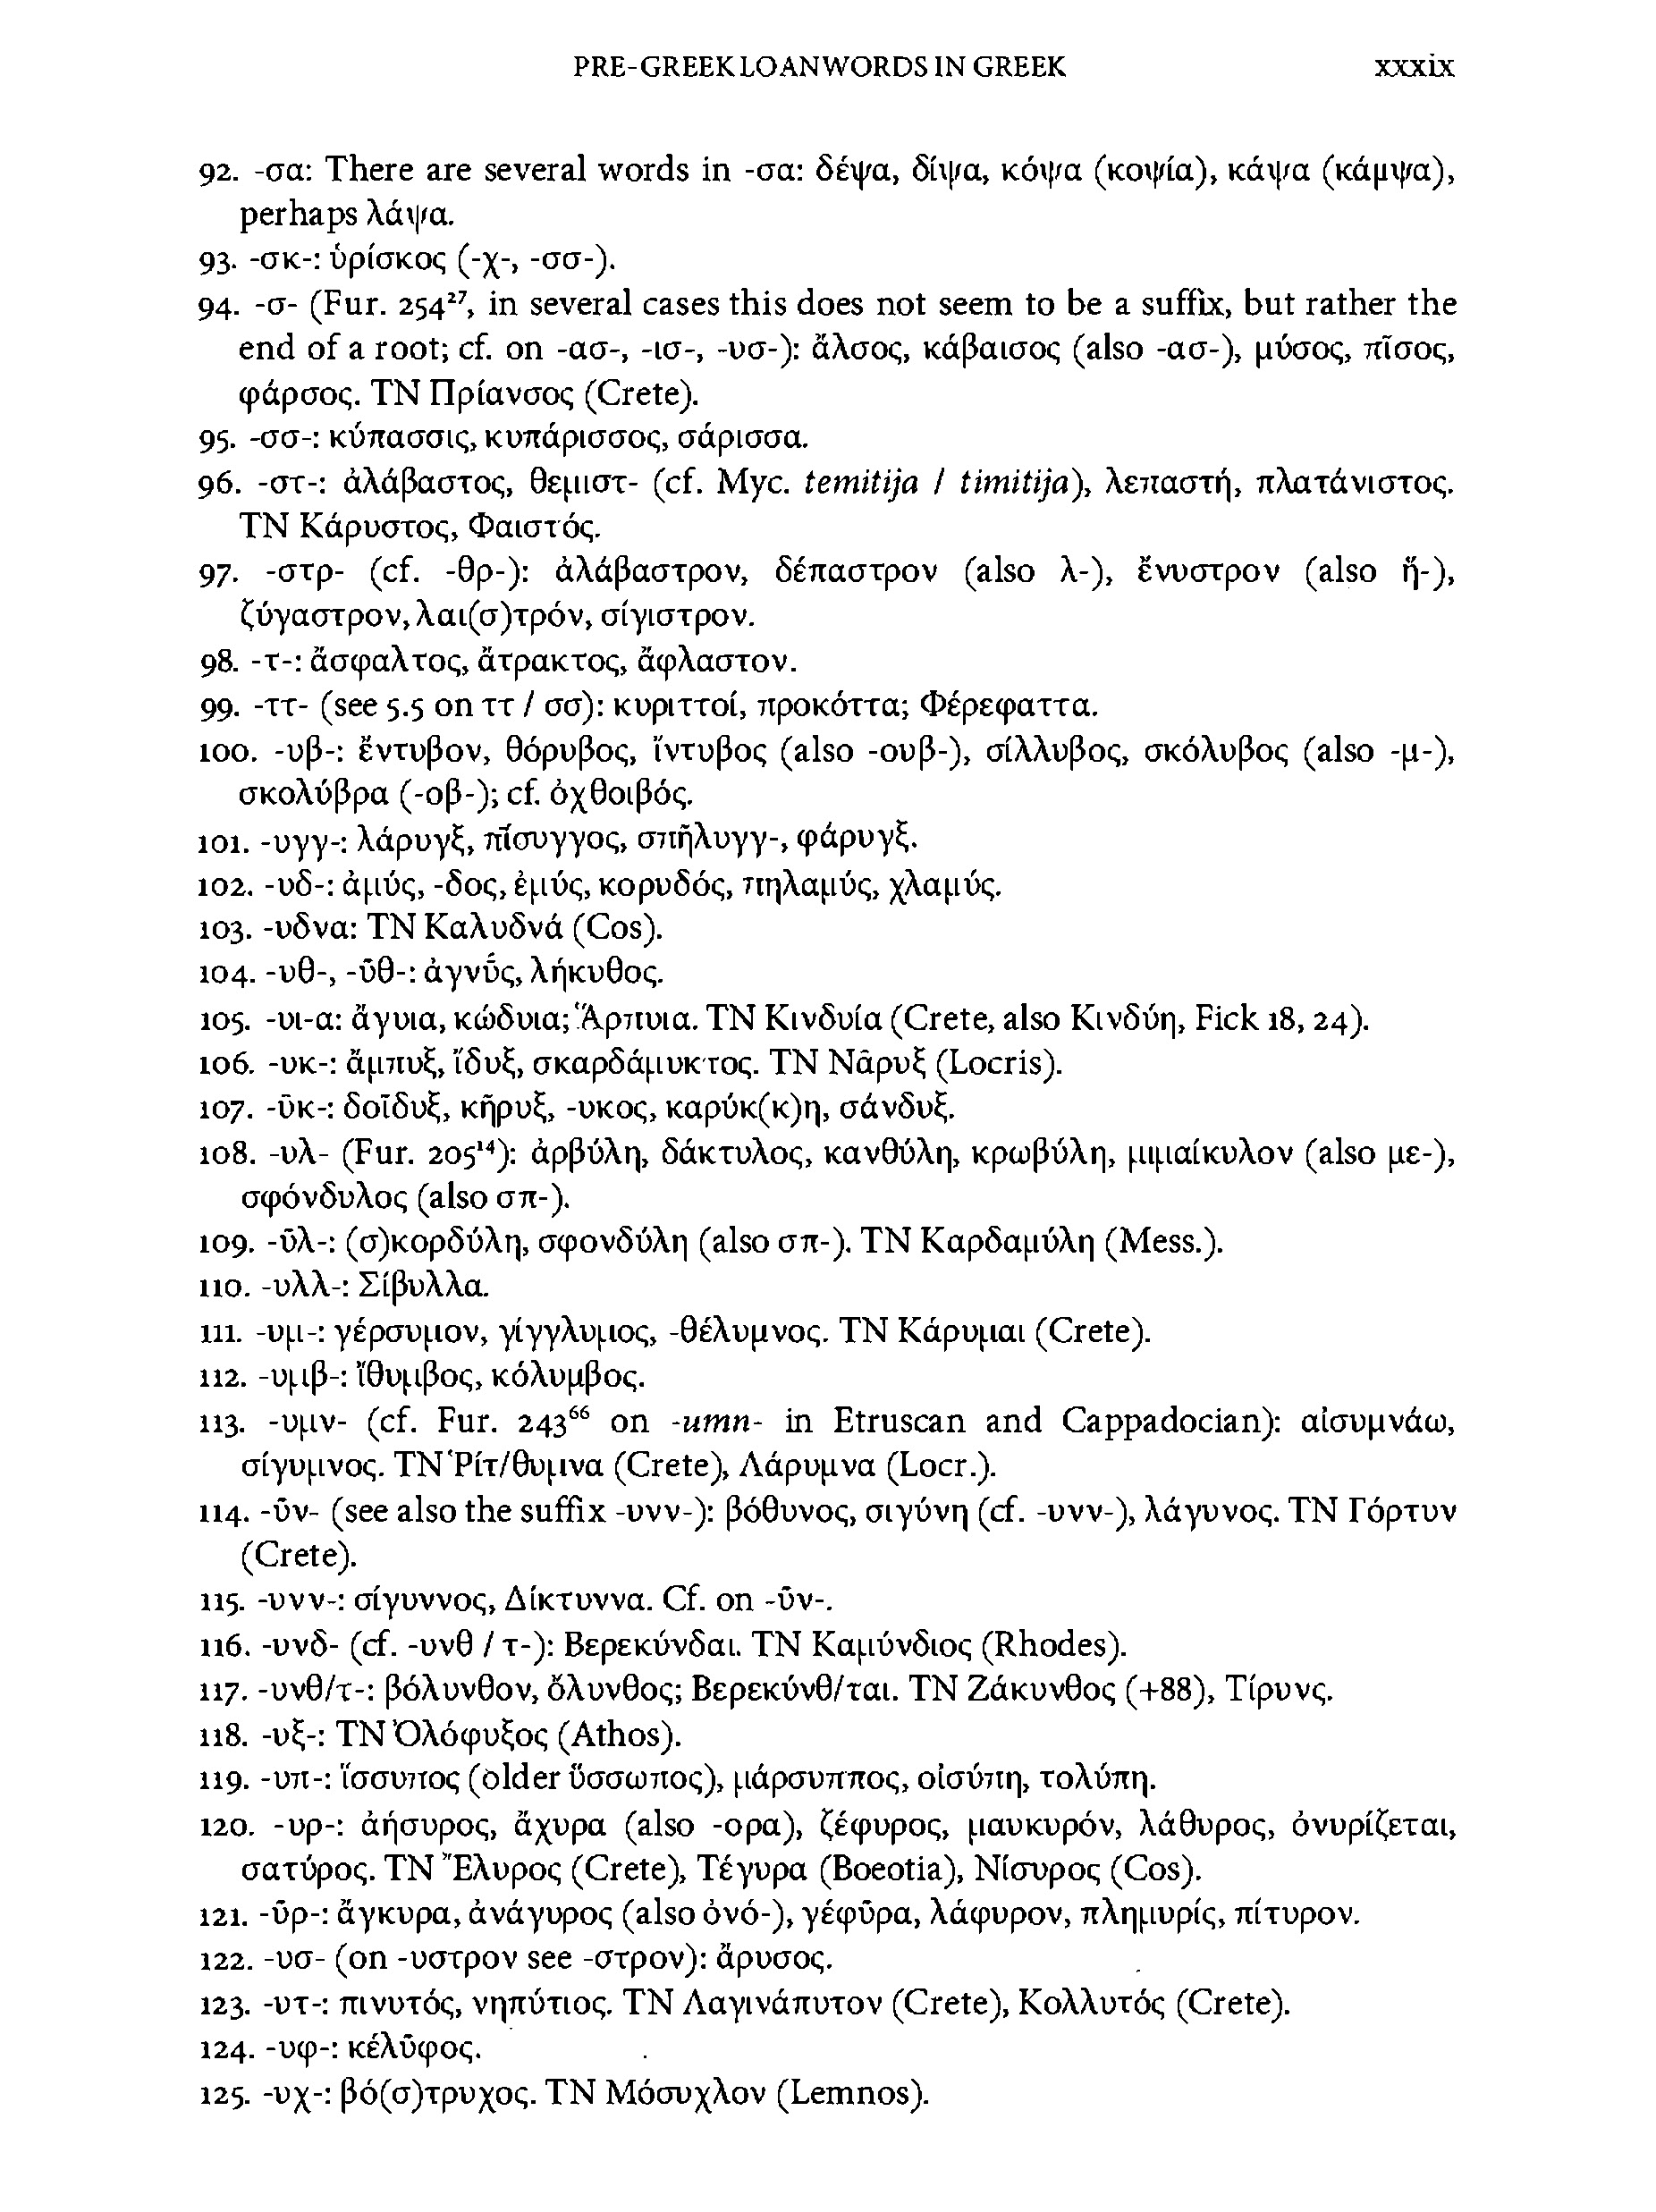 PRE-GREEK LOANWORDS IN GREEK xxxix
92. -σα: There are several words in -σα: δέψα, δίψα, κόψα (κοψία), κάψα (κάμψα),
perhaps λάψα.
93. -σκ-: ὑρίσκος (-χ-, -σσ-).
94. -σ- (Fur. 254²⁷, in several cases this does not seem to be a suffix, but rather the
end of a root; cf. on -ασ-, -ισ-, -υσ-): ἄλσος, κάβαισος (also -ασ-), μύσος, πῖσος,
φάρσος. TN Πρίανσος (Crete).
95. -σσ-: κύπασσις, κυπάρισσος, σάρισσα.
96. -στ-: ἀλάβαστος, θεμιστ- (cf. Myc. temitija / timitija), λεπαστή, πλατάνιστος.
TN Κάρυστος, Φαιστός.
97. -στρ- (cf. -θρ-): ἀλάβαστρον, δέπαστρον (also λ-), ἔνυστρον (also ἤ-),
ζύγαστρον, λαι(σ)τρόν, σίγιστρον.
98. -τ-: ἄσφαλτος, ἄτρακτος, ἄφλαστον.
99. -ττ- (see 5.5 on ττ / σσ): κυριττοί, προκόττα; Φέρεφαττα.
100. -υβ-: ἔντυβον, θόρυβος, ἴντυβος (also -ουβ-), σίλλυβος, σκόλυβος (also -μ-),
σκολύβρα (-οβ-); cf. ὀχθοιβός.
101. -υγγ-: λάρυγξ, πίσυγγος, σπῆλυγγ-, φάρυγξ.
102. -υδ-: ἀμύς, -δος, ἐμύς, κορυδός, πηλαμύς, χλαμύς.
103. -υδνα: TN Καλυδνά (Cos).
104. -υθ-, -ῡθ-: ἀγνῡ́ς, λήκυθος.
105. -υι-α: ἄγυια, κώδυια; Ἅρπυια. TN Κινδυία (Crete, also Κινδύη, Fick 18, 24).
106. -υκ-: ἄμπυξ, ἴδυξ, σκαρδάμυκτος. TN Νᾶρυξ (Locris).
107. -ῡκ-: δοῖδυξ, κῆρυξ, -υκος, καρύκ(κ)η, σάνδυξ.
108. -υλ- (Fur. 205¹⁴): ἀρβύλη, δάκτυλος, κανθύλη, κρωβύλη, μιμαίκυλον (also με-),
σφόνδυλος (also σπ-).
109. -ῡλ-: (σ)κορδύλη, σφονδύλη (also σπ-). TN Καρδαμύλη (Mess.).
110. -υλλ-: Σίβυλλα.
111. -υμ-: γέρσυμον, γίγγλυμος, -θέλυμνος. TN Κάρυμαι (Crete).
112. -υμβ-: ἴθυμβος, κόλυμβος.
113. -υμν- (cf. Fur. 243⁶⁶ on -umn- in Etruscan and Cappadocian): αἰσυμνάω,
σίγυμνος. TN Ῥίτ/θυμνα (Crete), Λάρυμνα (Locr.).
114. -ῡν- (see also the suffix -υνν-): βόθυνος, σιγύνη (cf. -υνν-), λάγυνος. TN Γόρτυν
(Crete).
115. -υνν-: σίγυννος, Δίκτυννα. Cf. on -ῡν-.
116. -υνδ- (cf. -υνθ / τ-): Βερεκύνδαι. TN Καμύνδιος (Rhodes).
117. -υνθ/τ-: βόλυνθον, ὄλυνθος; Βερεκύνθ/ται. TN Ζάκυνθος (+88), Τίρυνς.
118. -υξ-: TN Ὀλόφυξος (Athos).
119. -υπ-: ἴσσυπος (older ὕσσωπος), μάρσυππος, οἰσύπη, τολύπη.
120. -υρ-: ἀήσυρος, ἄχυρα (also -ορα), ζέφυρος, μαυκυρόν, λάθυρος, ὀνυρίζεται,
σατύρος. TN Ἔλυρος (Crete), Τέγυρα (Boeotia), Νίσυρος (Cos).
121. -ῡρ-: ἄγκυρα, ἀνάγυρος (also ὀνό-), γέφῡρα, λάφυρον, πλημυρίς, πίτυρον.
122. -υσ- (on -υστρον see -στρον): ἄρυσος.
123. -υτ-: πινυτός, νηπύτιος. TN Λαγινάπυτον (Crete), Κολλυτός (Crete).
124. -υφ-: κέλῡφος.
125. -υχ-: βό(σ)τρυχος. TN Μόσυχλον (Lemnos).